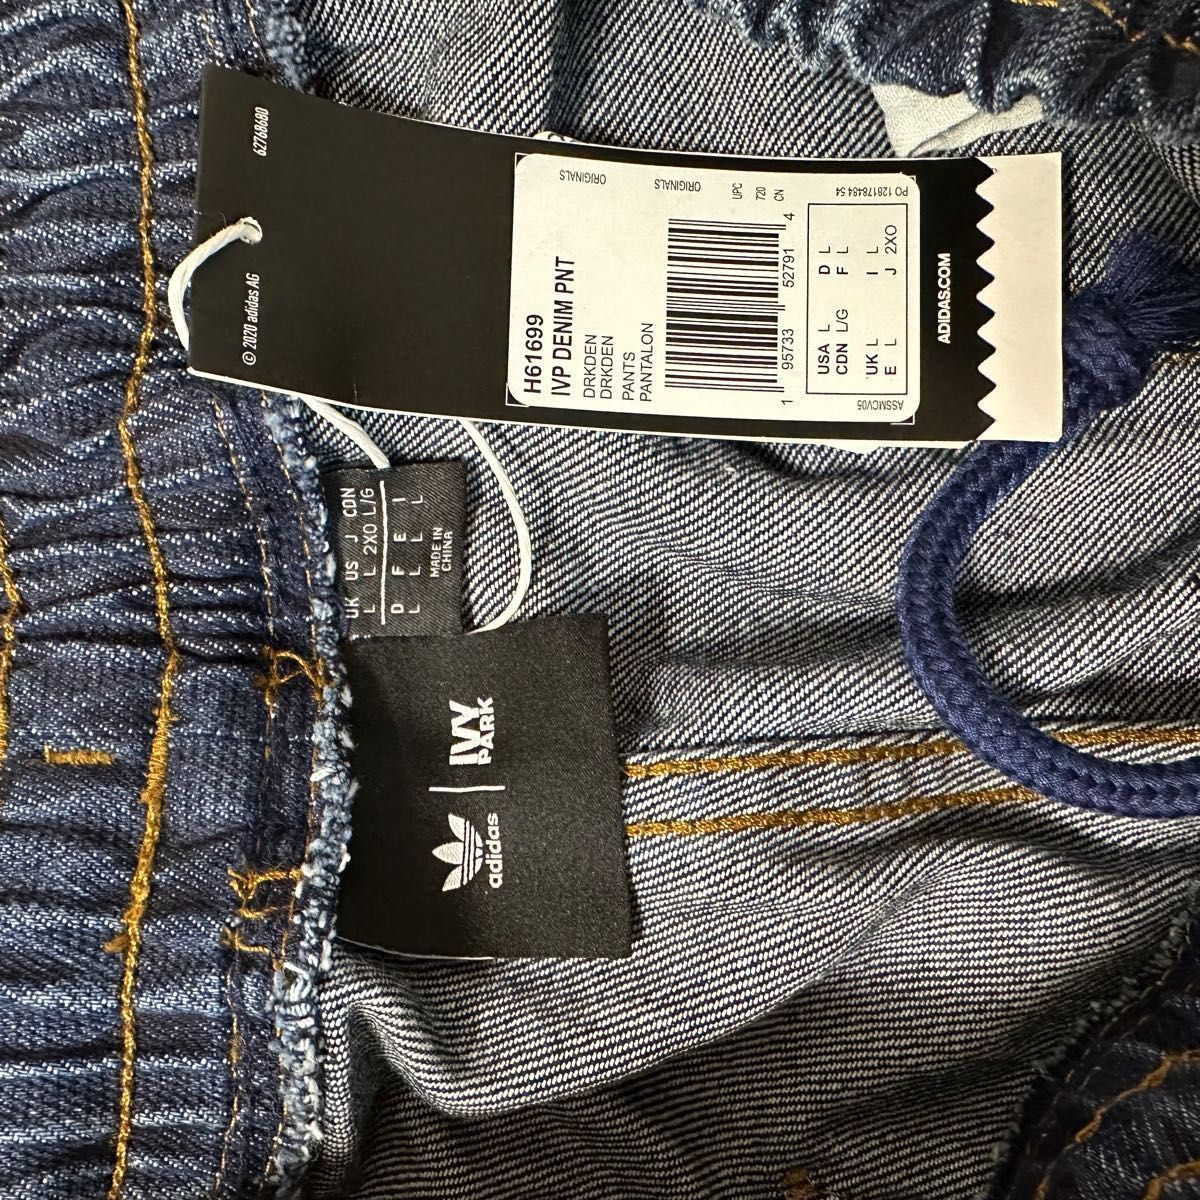 62768680
© 2020 adidas AG
H61699
IVP DENIM PNT
DRKDEN
DRKDEN
PANTS
PANTALON
ORIGINALS
ORIGINALS
UPC
720
CN
1 95733 52791 4
PO 128178484 54
USA L D L
CDN L/G F L
UK L I L
E L J 2XO
ASSMCV05
ADIDAS.COM
UK US J CDN
L L 2XO L/G
D F E I
L L L L
MADE IN
CHINA
adidas
IVY
PARK